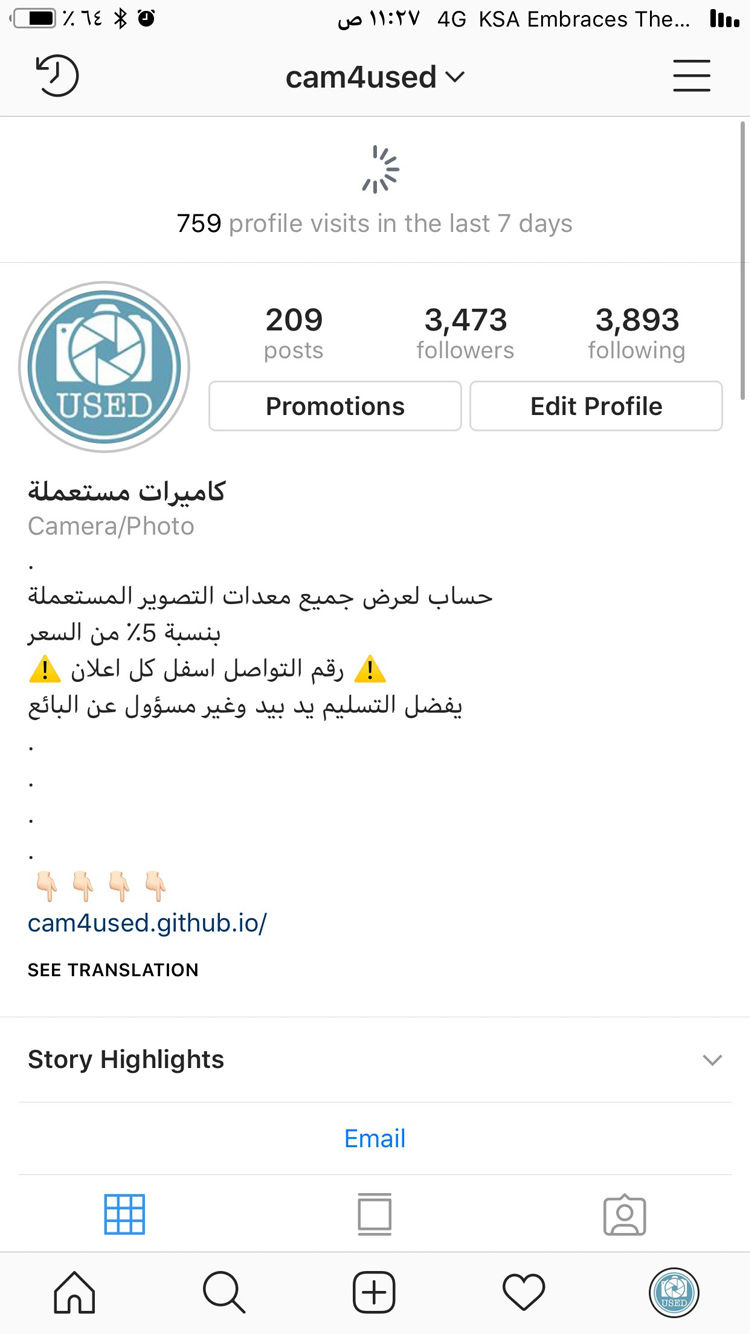 ٪ ٦٤
١١:٢٧ ص 4G KSA Embraces The...
cam4used
759 profile visits in the last 7 days
209 3,473 3,893
posts followers following
Promotions Edit Profile
USED
كاميرات مستعملة
Camera/Photo
.
حساب لعرض جميع معدات التصوير المستعملة
بنسبة 5٪ من السعر
⚠️ رقم التواصل اسفل كل اعلان ⚠️
يفضل التسليم يد بيد وغير مسؤول عن البائع
.
.
.
.
👇🏻 👇🏻 👇🏻 👇🏻
cam4used.github.io/
SEE TRANSLATION
Story Highlights
Email
USED